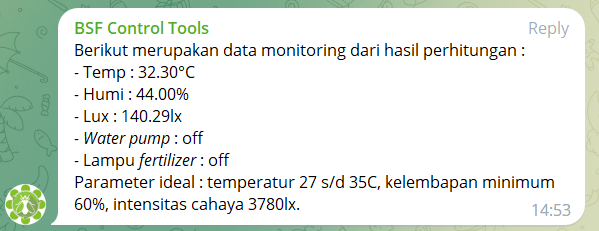 BSF Control Tools Reply
Berikut merupakan data monitoring dari hasil perhitungan :
- Temp : 32.30°C
- Humi : 44.00%
- Lux : 140.29lx
- Water pump : off
- Lampu fertilizer : off
Parameter ideal : temperatur 27 s/d 35C, kelembapan minimum
60%, intensitas cahaya 3780lx.
14:53